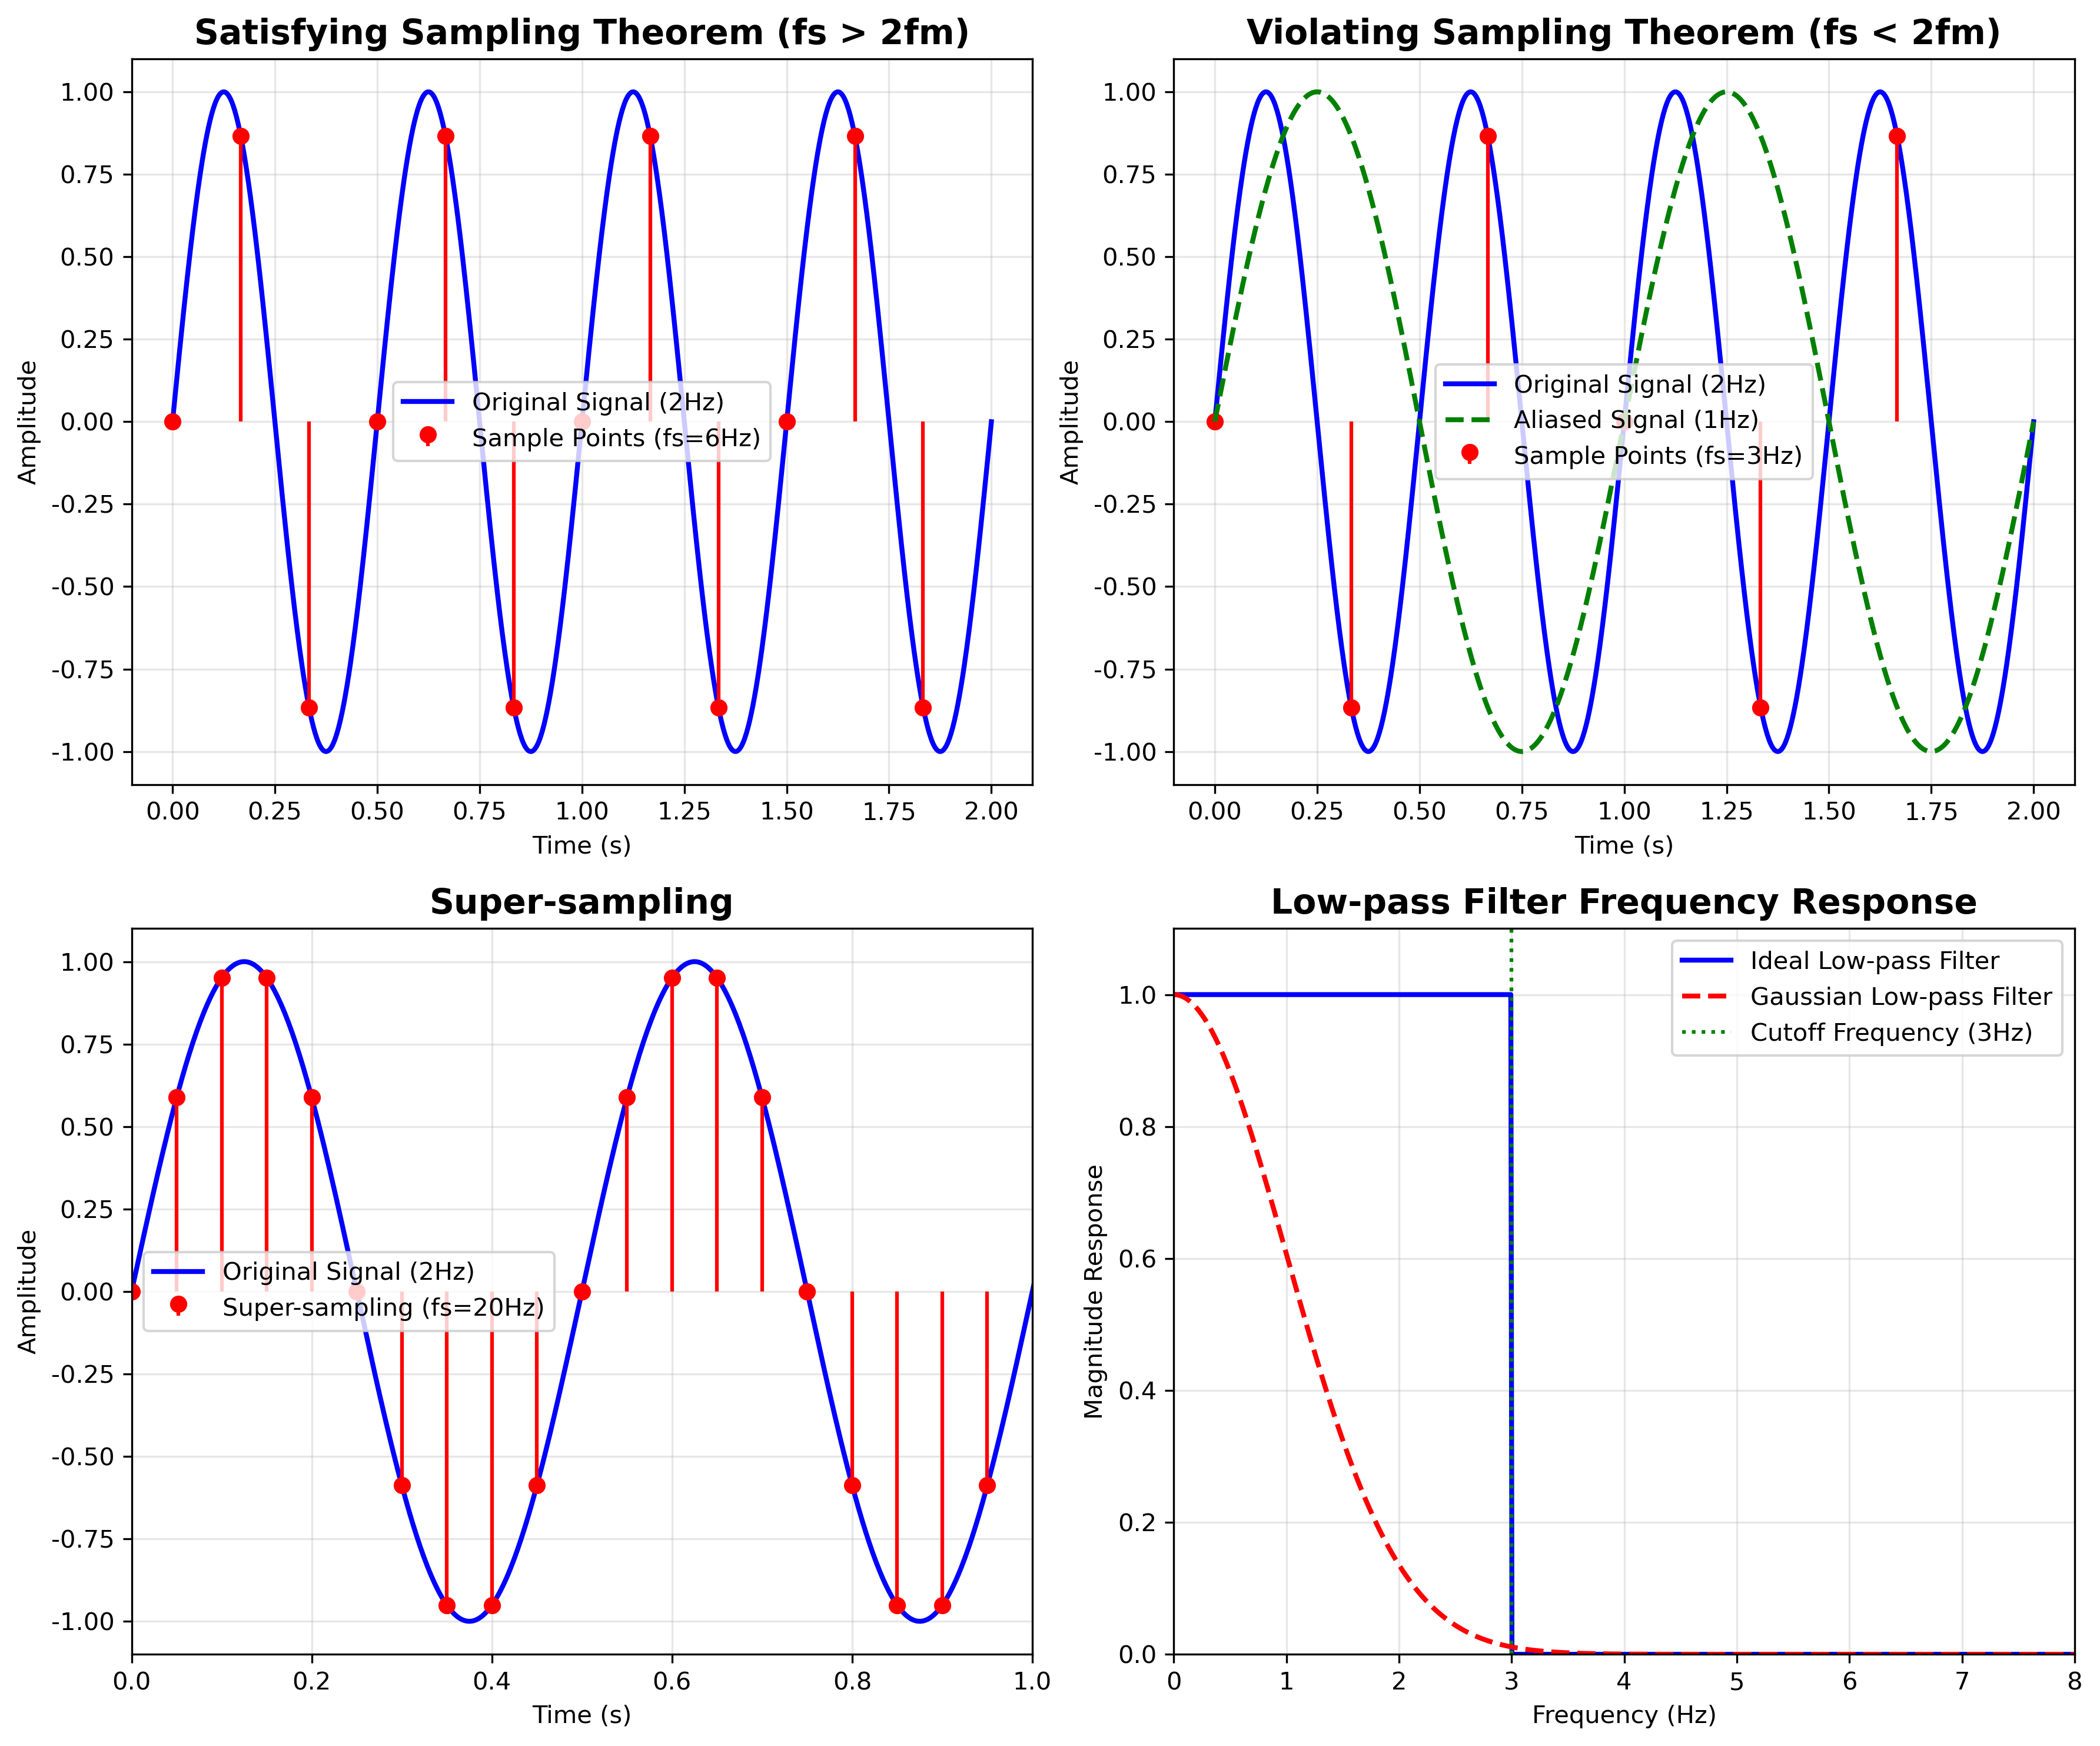 Satisfying Sampling Theorem (fs > 2fm)
1.00
0.75
0.50
0.25
0.00
-0.25
-0.50
-0.75
-1.00
Amplitude
Original Signal (2Hz)
Sample Points (fs=6Hz)
0.00 0.25 0.50 0.75 1.00 1.25 1.50 1.75 2.00
Time (s)
Violating Sampling Theorem (fs < 2fm)
1.00
0.75
0.50
0.25
0.00
-0.25
-0.50
-0.75
-1.00
Amplitude
Original Signal (2Hz)
Aliased Signal (1Hz)
Sample Points (fs=3Hz)
0.00 0.25 0.50 0.75 1.00 1.25 1.50 1.75 2.00
Time (s)
Super-sampling
1.00
0.75
0.50
0.25
0.00
-0.25
-0.50
-0.75
-1.00
Amplitude
Original Signal (2Hz)
Super-sampling (fs=20Hz)
0.0 0.2 0.4 0.6 0.8 1.0
Time (s)
Low-pass Filter Frequency Response
Ideal Low-pass Filter
Gaussian Low-pass Filter
Cutoff Frequency (3Hz)
1.0
0.8
0.6
0.4
0.2
0.0
Magnitude Response
0 1 2 3 4 5 6 7 8
Frequency (Hz)